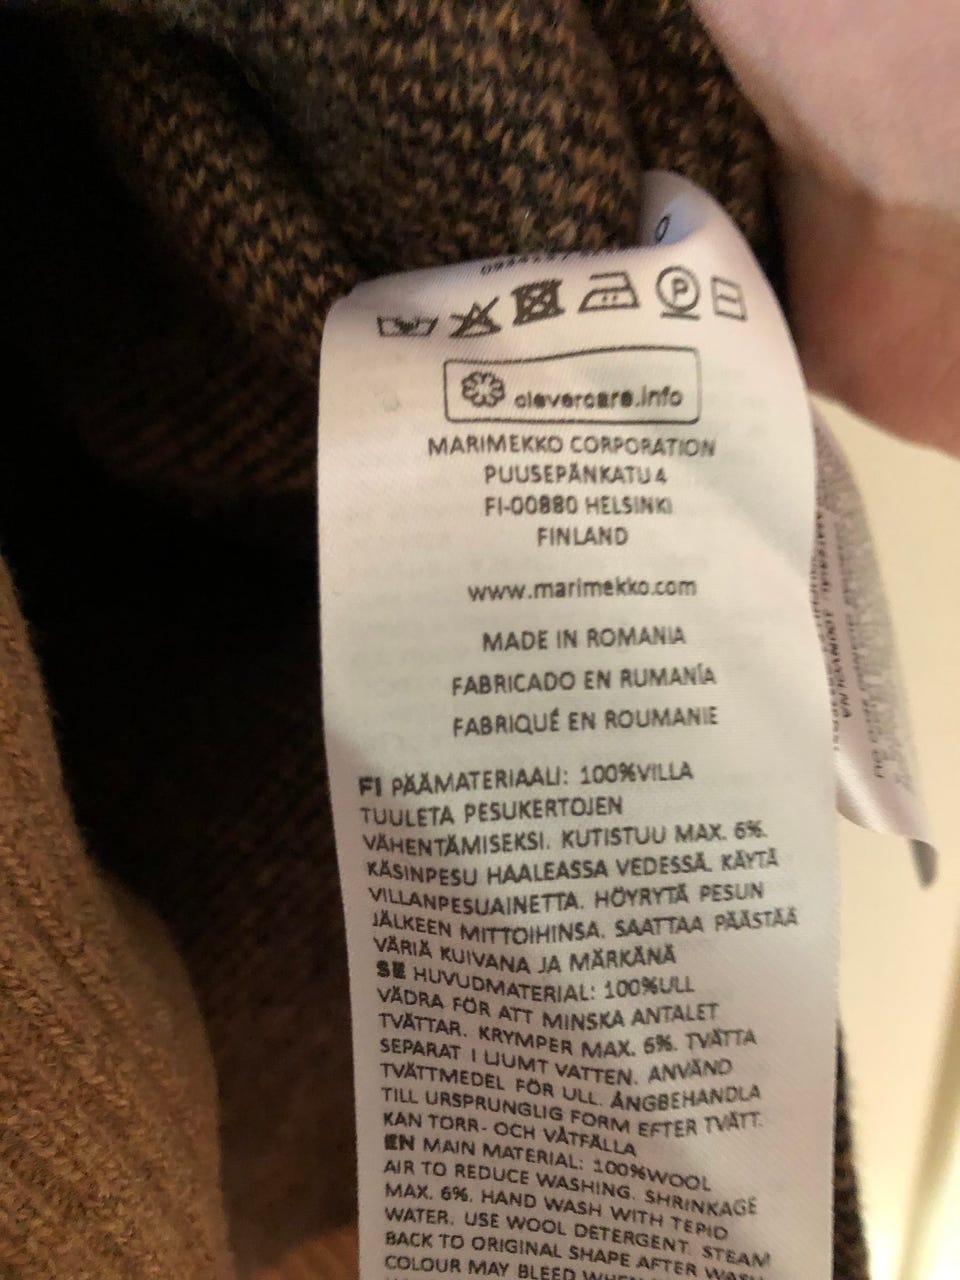 clevercare.info
MARIMEKKO CORPORATION
PUUSEPÄNKATU 4
FI-00880 HELSINKI
FINLAND
www.marimekko.com
MADE IN ROMANIA
FABRICADO EN RUMANÍA
FABRIQUÉ EN ROUMANIE
FI PÄÄMATERIAALI: 100%VILLA
TUULETA PESUKERTOJEN
VÄHENTÄMISEKSI. KUTISTUU MAX. 6%.
KÄSINPESU HAALEASSA VEDESSÄ. KÄYTÄ
VILLANPESUAINETTA. HÖYRYTÄ PESUN
JÄLKEEN MITTOIHINSA. SAATTAA PÄÄSTÄÄ
VÄRIÄ KUIVANA JA MÄRKÄNÄ
SE HUVUDMATERIAL: 100%ULL
VÄDRA FÖR ATT MINSKA ANTALET
TVÄTTAR. KRYMPER MAX. 6%. TVÄTTA
SEPARAT I LJUMT VATTEN. ANVÄND
TVÄTTMEDEL FÖR ULL. ÅNGBEHANDLA
TILL URSPRUNGLIG FORM EFTER TVÄTT.
KAN TORR- OCH VÅTFÄLLA
EN MAIN MATERIAL: 100%WOOL
AIR TO REDUCE WASHING. SHRINKAGE
MAX. 6%. HAND WASH WITH TEPID
WATER. USE WOOL DETERGENT. STEAM
BACK TO ORIGINAL SHAPE AFTER WASH
COLOUR MAY BLEED WHEN